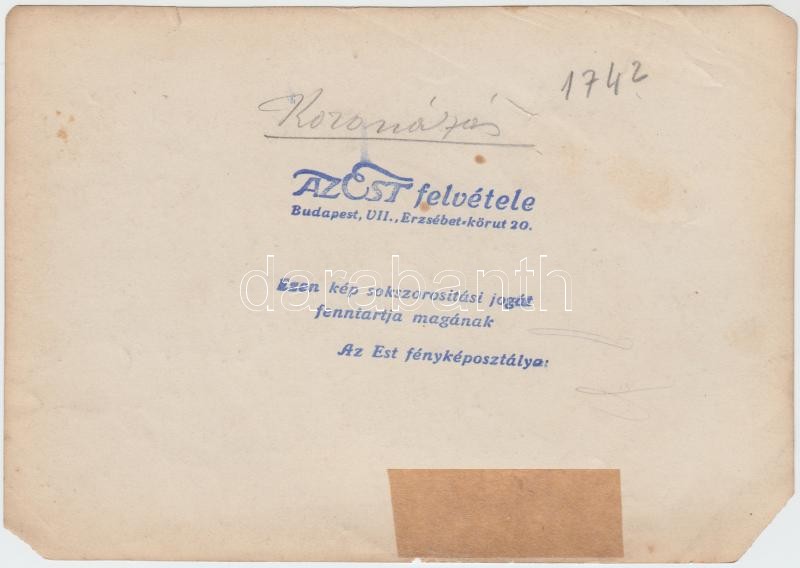 1742
Koronázás
AZ EST felvétele
Budapest, VII., Erzsébet-körut 20.
darabanth
Ezen kép sokszorositási jogát
fenntartja magának
Az Est fényképosztálya: